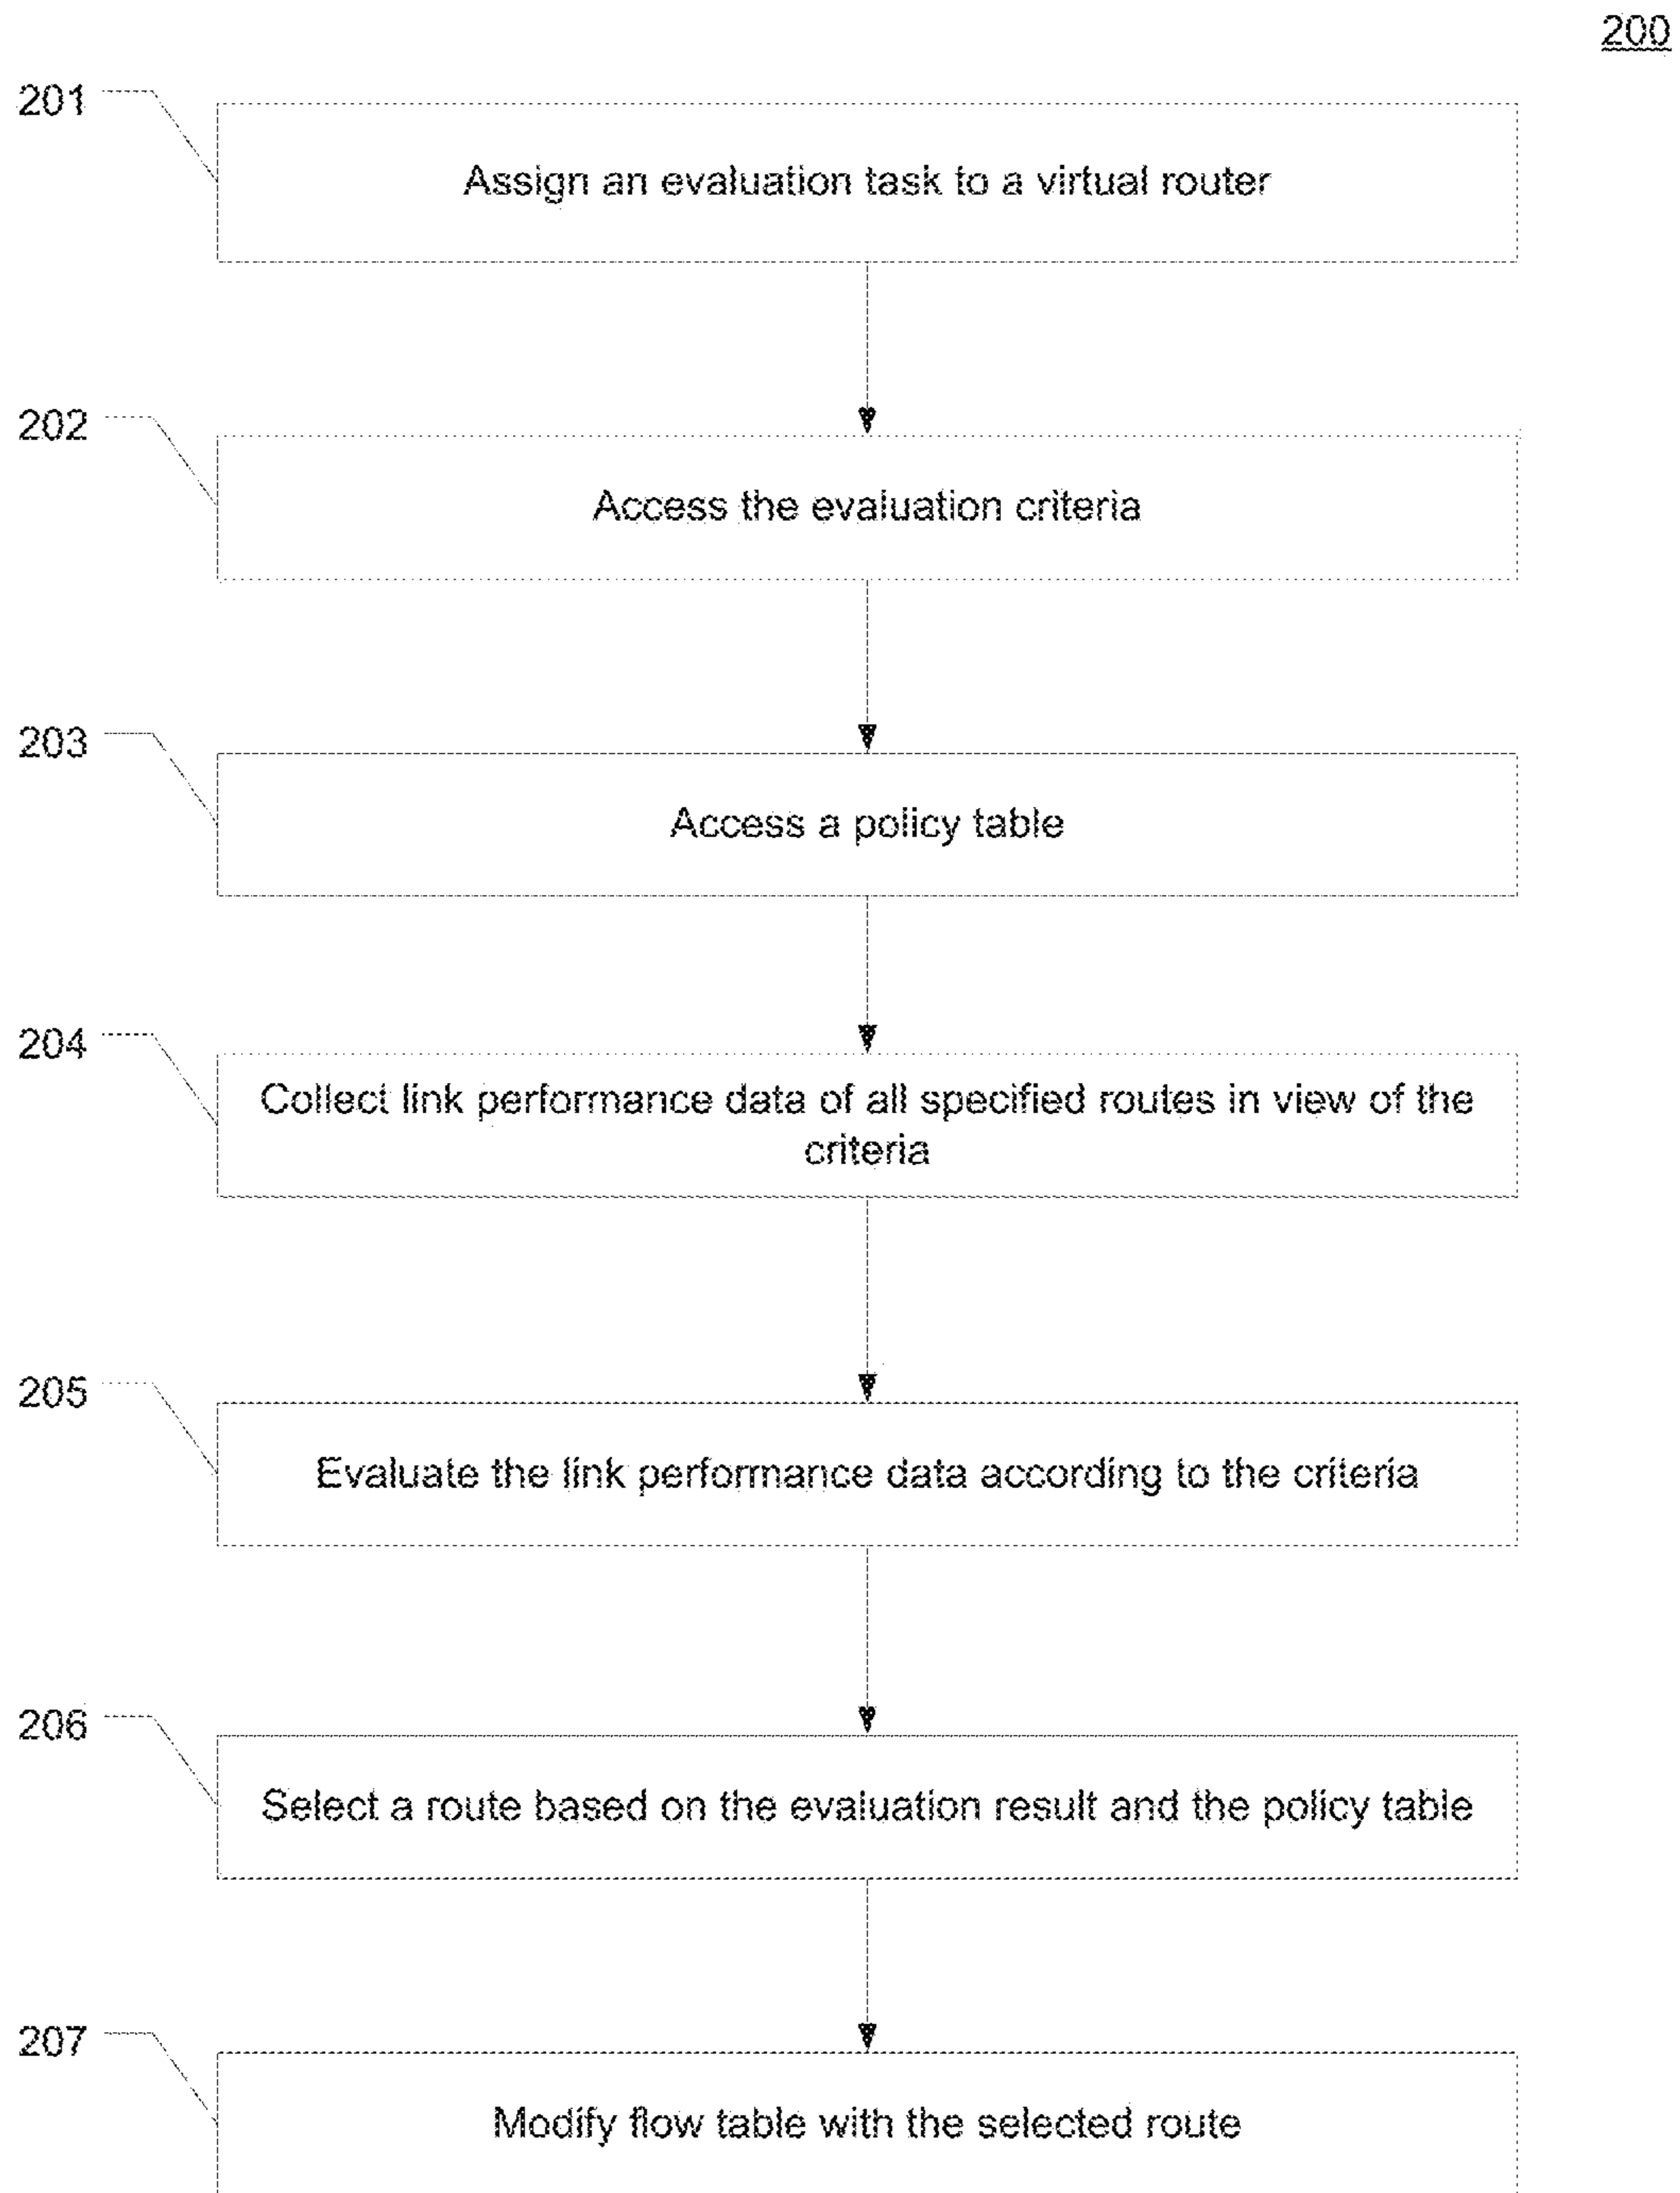 200
201
Assign an evaluation task to a virtual router
202
Access the evaluation criteria
203
Access a policy table
204
Collect link performance data of all specified routes in view of the
criteria
205
Evaluate the link performance data according to the criteria
206
Select a route based on the evaluation result and the policy table
207
Modify flow table with the selected route